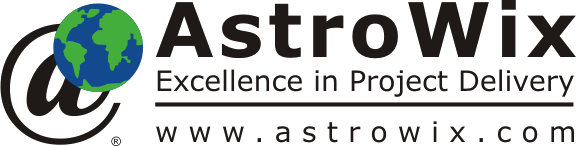 AstroWix
Excellence in Project Delivery
www.astrowix.com
@
®